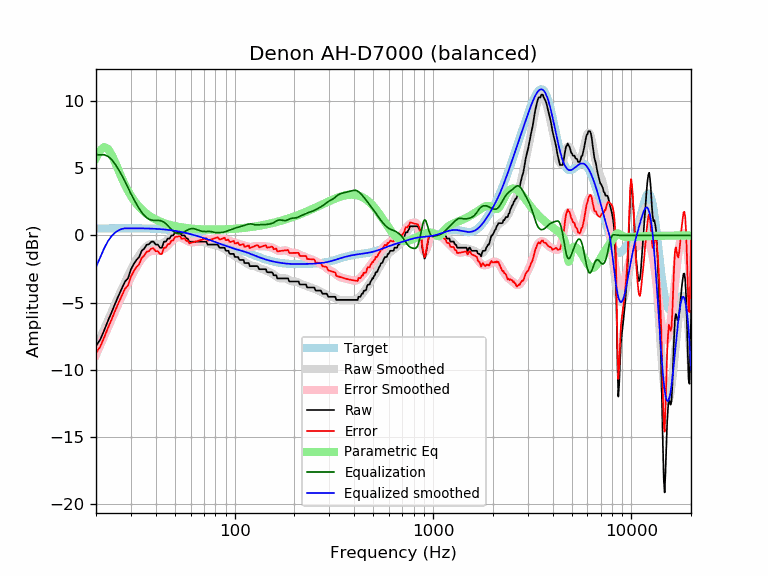 Denon AH-D7000 (balanced)
10
5
0
−5
−10
−15
−20
Amplitude (dBr)
Target
Raw Smoothed
Error Smoothed
Raw
Error
Parametric Eq
Equalization
Equalized smoothed
100 1000 10000
Frequency (Hz)